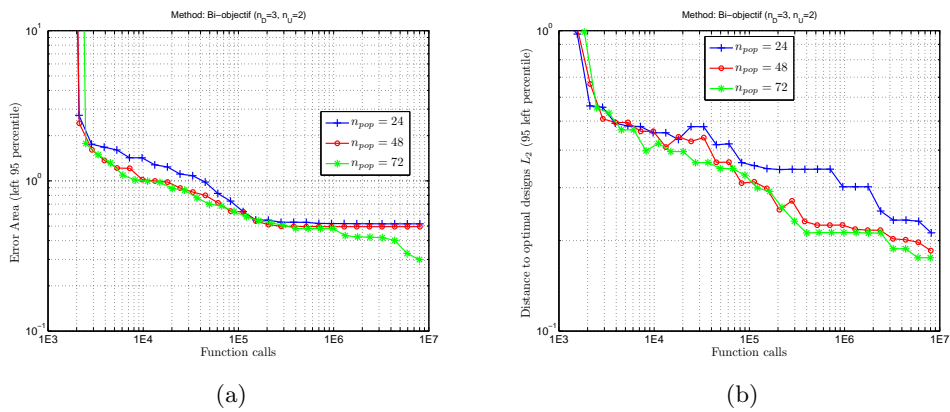 Method: Bi−objectif (n_D=3, n_U=2)
Error Area (left 95 percentile)
10^1
10^0
10^−1
n_pop = 24
n_pop = 48
n_pop = 72
1E3
1E4
1E5
1E6
1E7
Function calls
(a)
Method: Bi−objectif (n_D=3, n_U=2)
Distance to optimal designs L_2 (95 left percentile)
10^0
10^−1
n_pop = 24
n_pop = 48
n_pop = 72
1E3
1E4
1E5
1E6
1E7
Function calls
(b)